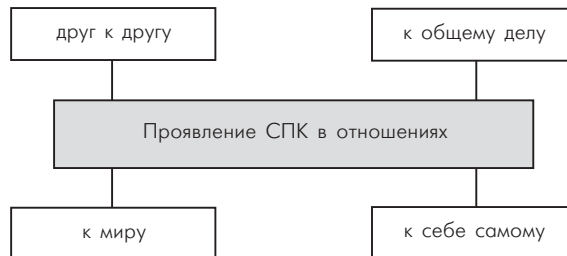 друг к другу
к общему делу
Проявление СПК в отношениях
к миру
к себе самому